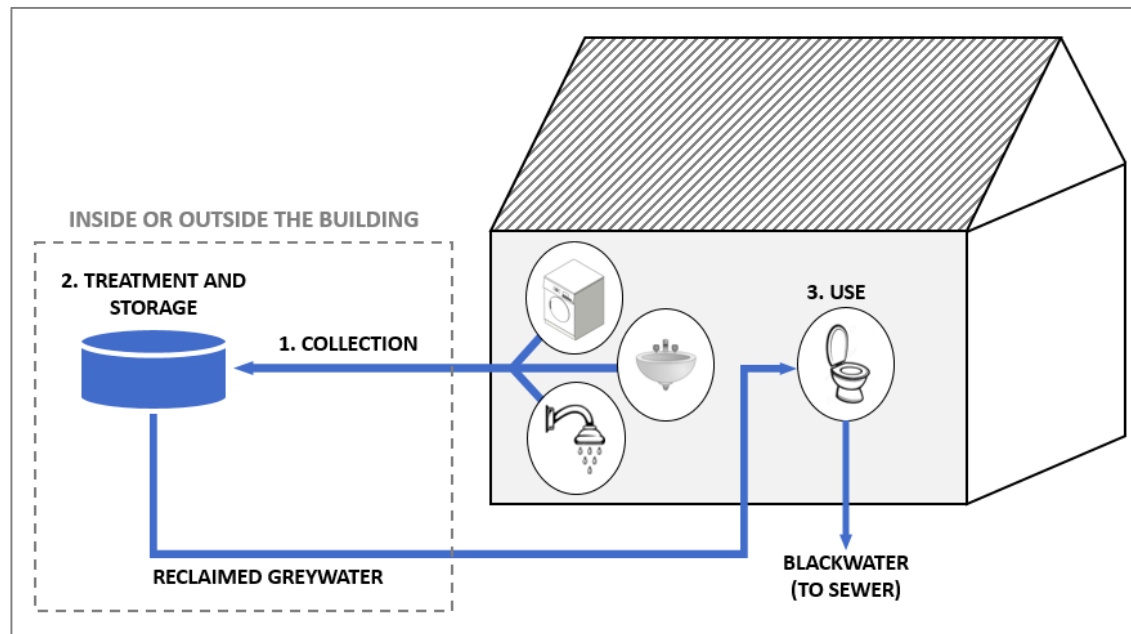 INSIDE OR OUTSIDE THE BUILDING
2. TREATMENT AND
STORAGE
1. COLLECTION
3. USE
RECLAIMED GREYWATER
BLACKWATER
(TO SEWER)